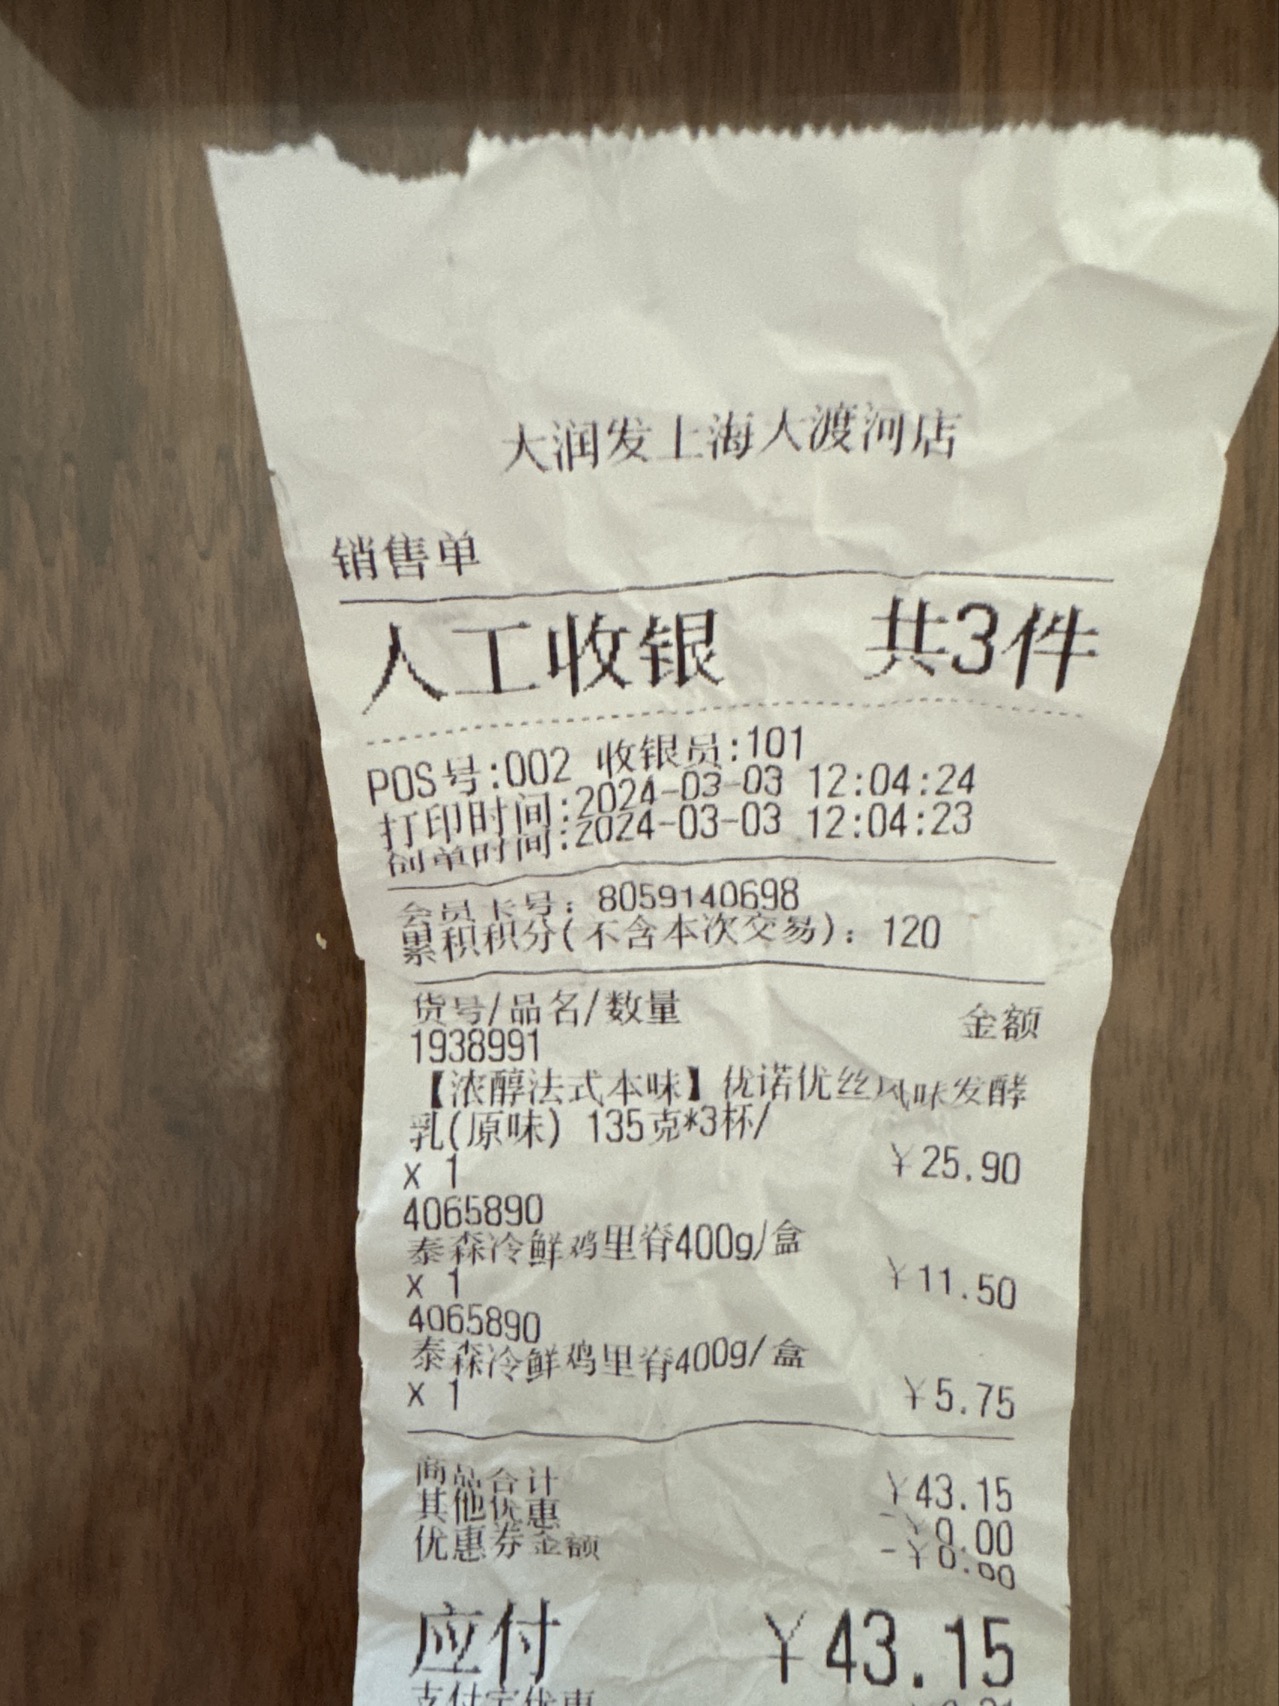 大润发上海大渡河店
销售单
人工收银 共3件
POS号:002 收银员:101
打印时间:2024-03-03 12:04:24
创单时间:2024-03-03 12:04:23
会员卡号: 8059140698
累积积分(不含本次交易): 120
货号/品名/数量 金额
1938991
【浓醇法式本味】优诺优丝风味发酵
乳(原味) 135克*3杯/
x 1 ¥25.90
4065890
泰森冷鲜鸡里脊400g/盒
x 1 ¥11.50
4065890
泰森冷鲜鸡里脊400g/盒
x 1 ¥5.75
商品合计 ¥43.15
其他优惠 -¥0.00
优惠券金额 -¥0.00
应付 ¥43.15
支付宝优惠